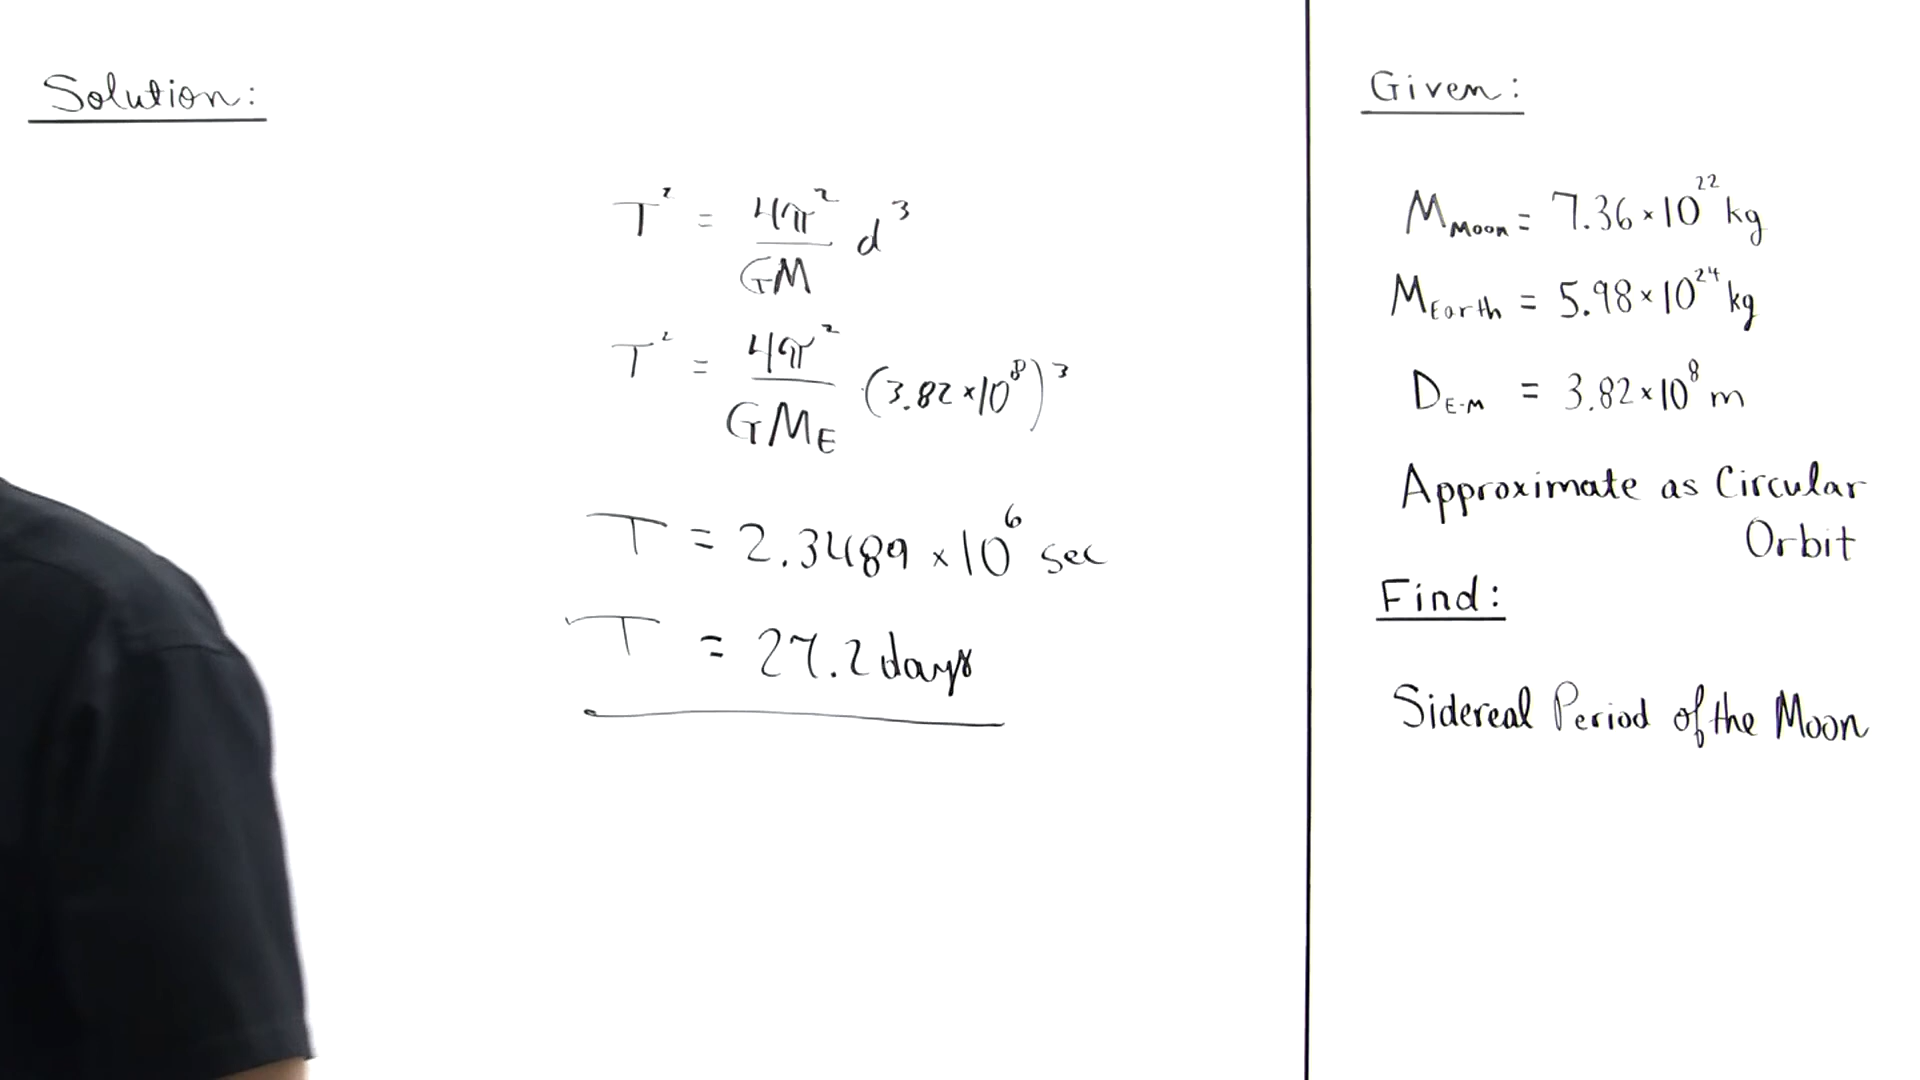 Solution:
T² = 4π²/GM d³
T² = 4π²/GM_E (3.82×10⁸)³
T = 2.3489 × 10⁶ sec
T = 27.2 days
Given:
M_Moon = 7.36×10²² kg
M_Earth = 5.98×10²⁴ kg
D_E-M = 3.82×10⁸ m
Approximate as Circular
Orbit
Find:
Sidereal Period of the Moon